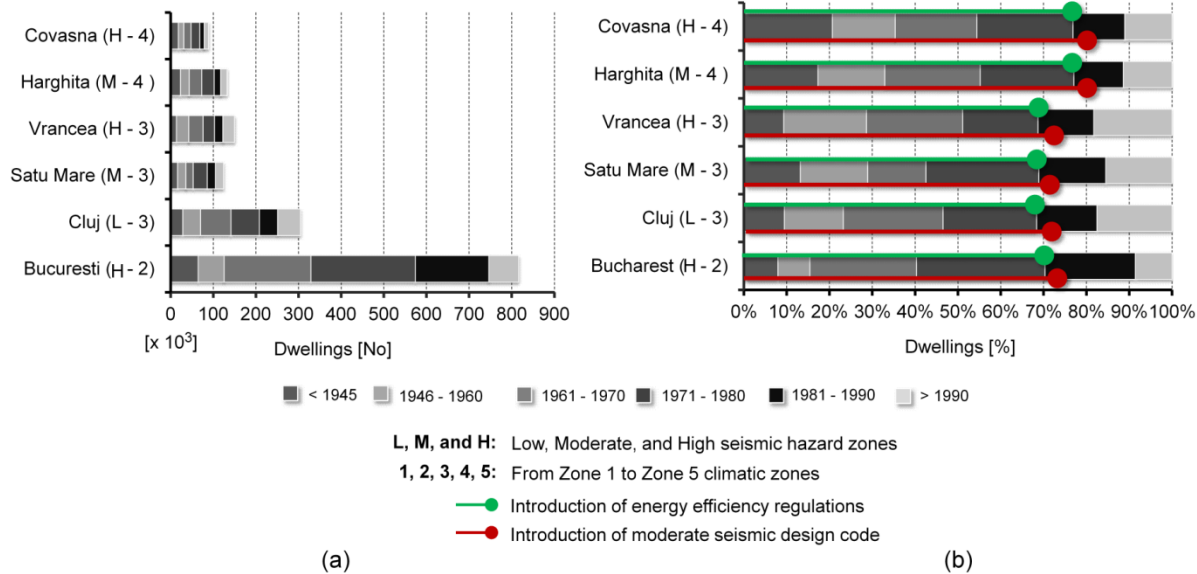 Covasna (H - 4)
Harghita (M - 4 )
Vrancea (H - 3)
Satu Mare (M - 3)
Cluj (L - 3)
Bucuresti (H - 2)
0 100 200 300 400 500 600 700 800 900
[x 10³]
Dwellings [No]
Covasna (H - 4)
Harghita (M - 4)
Vrancea (H - 3)
Satu Mare (M - 3)
Cluj (L - 3)
Bucharest (H - 2)
0% 10% 20% 30% 40% 50% 60% 70% 80% 90% 100%
Dwellings [%]
< 1945 1946 - 1960 1961 - 1970 1971 - 1980 1981 - 1990 > 1990
L, M, and H: Low, Moderate, and High seismic hazard zones
1, 2, 3, 4, 5: From Zone 1 to Zone 5 climatic zones
Introduction of energy efficiency regulations
Introduction of moderate seismic design code
(a) (b)